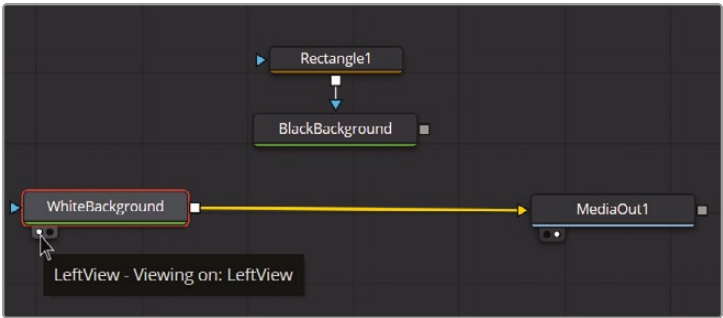 Rectangle1
BlackBackground
WhiteBackground
MediaOut1
LeftView - Viewing on: LeftView